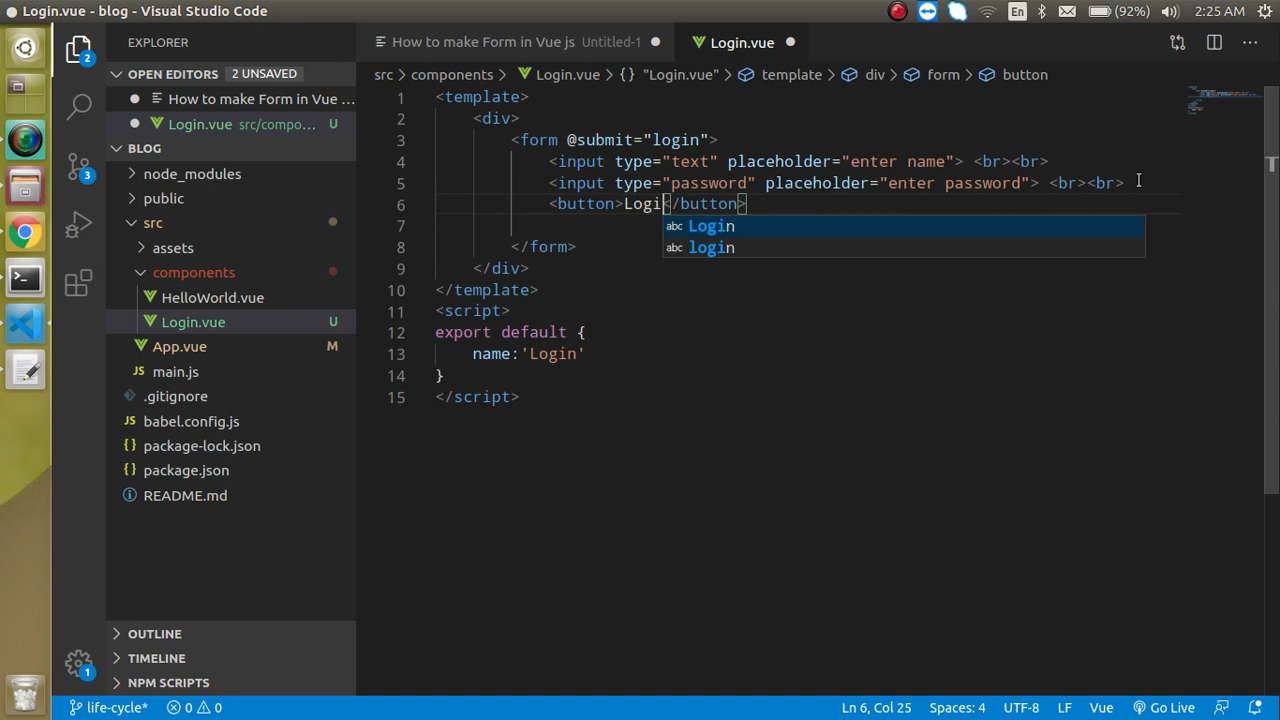 Login.vue - blog - Visual Studio Code
En
(92%)
2:25 AM
2
3
1
EXPLORER
OPEN EDITORS 2 UNSAVED
How to make Form in Vue ...
Login.vue src/compo... U
BLOG
node_modules
public
src
assets
components
HelloWorld.vue
Login.vue U
App.vue M
JS main.js
.gitignore
babel.config.js
{} package-lock.json
{} package.json
README.md
OUTLINE
TIMELINE
NPM SCRIPTS
How to make Form in Vue js Untitled-1
Login.vue
src > components > Login.vue > {} "Login.vue" > template > div > form > button
1 <template>
2 <div>
3 <form @submit="login">
4 <input type="text" placeholder="enter name"> <br><br>
5 <input type="password" placeholder="enter password"> <br><br>
6 <button>Logi</button>
abc Login
7
abc login
8 </form>
9 </div>
10 </template>
11 <script>
12 export default {
13 name:'Login'
14 }
15 </script>
life-cycle* 0 0 Ln 6, Col 25 Spaces: 4 UTF-8 LF Vue Go Live